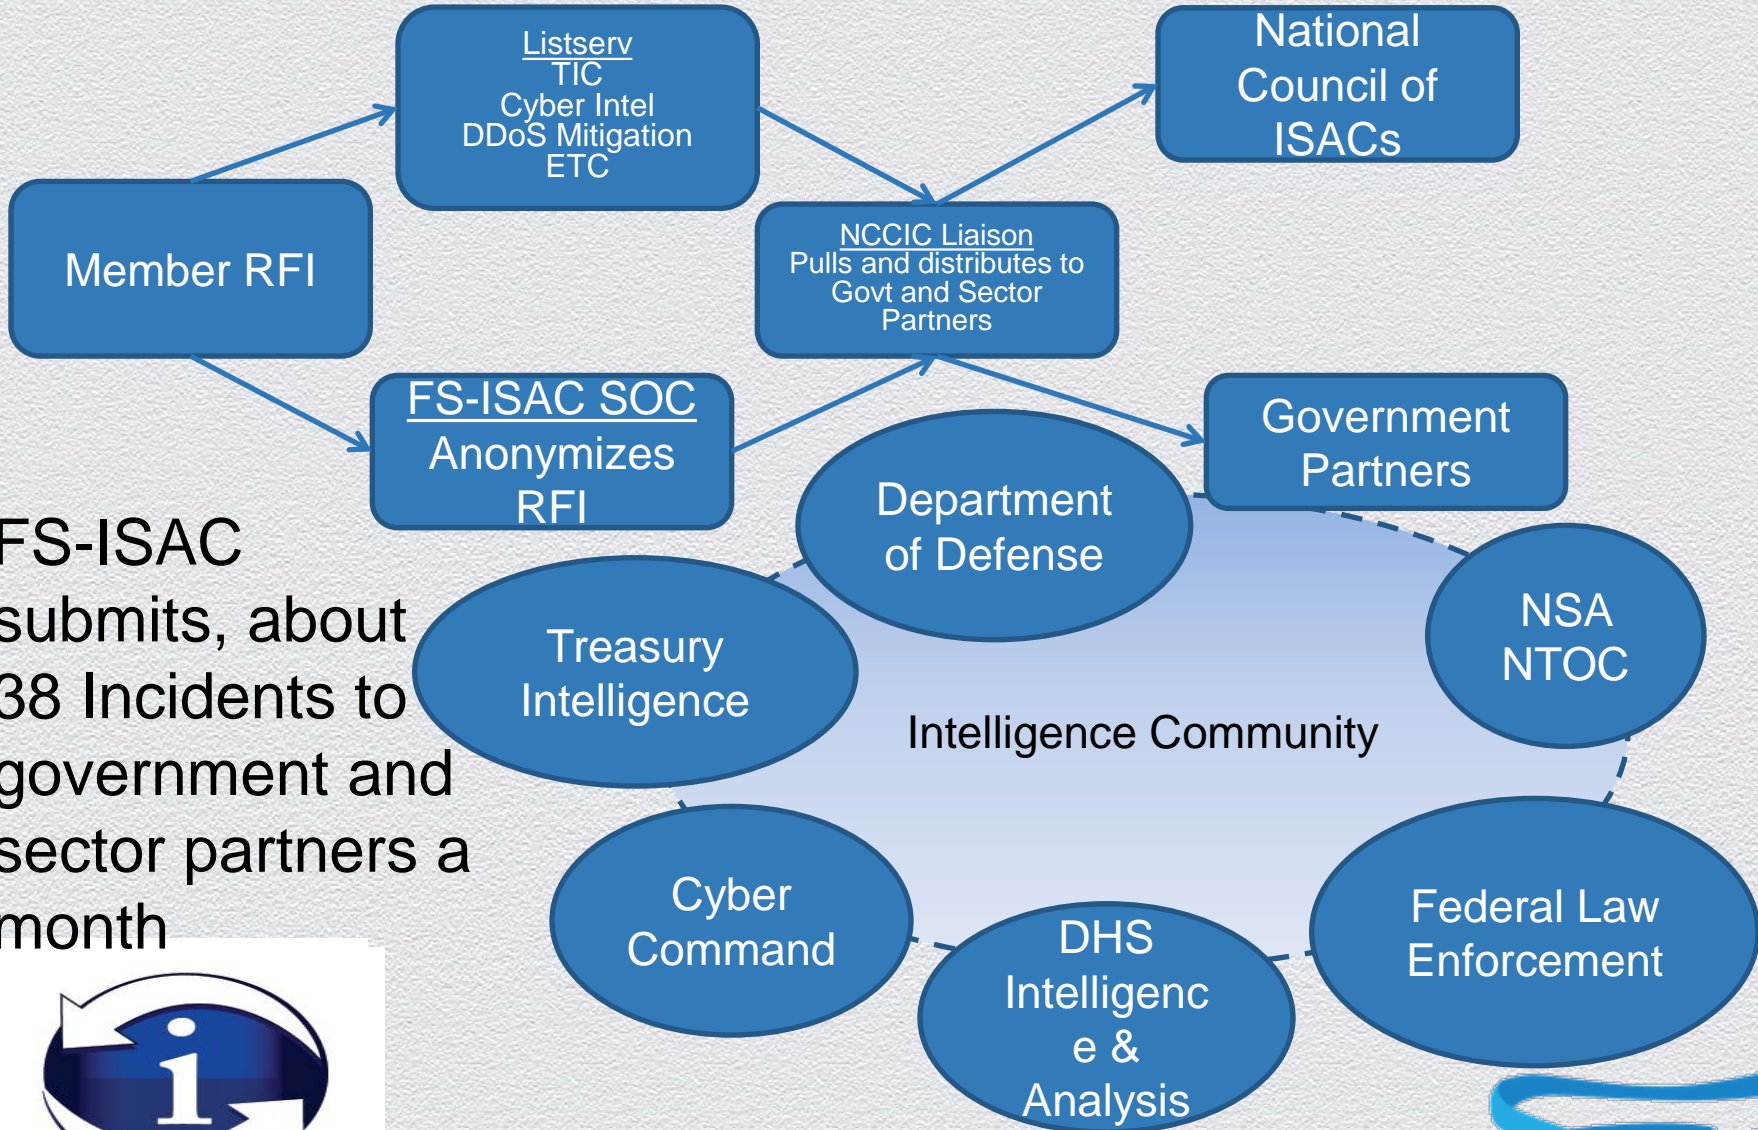 Listserv
TIC
Cyber Intel
DDoS Mitigation
ETC
National
Council of
ISACs
Member RFI
NCCIC Liaison
Pulls and distributes to
Govt and Sector
Partners
FS-ISAC SOC
Anonymizes
RFI
Government
Partners
FS-ISAC
submits, about
38 Incidents to
government and
sector partners a
month
Department
of Defense
Treasury
Intelligence
NSA
NTOC
Intelligence Community
Cyber
Command
DHS
Intelligenc
e &
Analysis
Federal Law
Enforcement
i